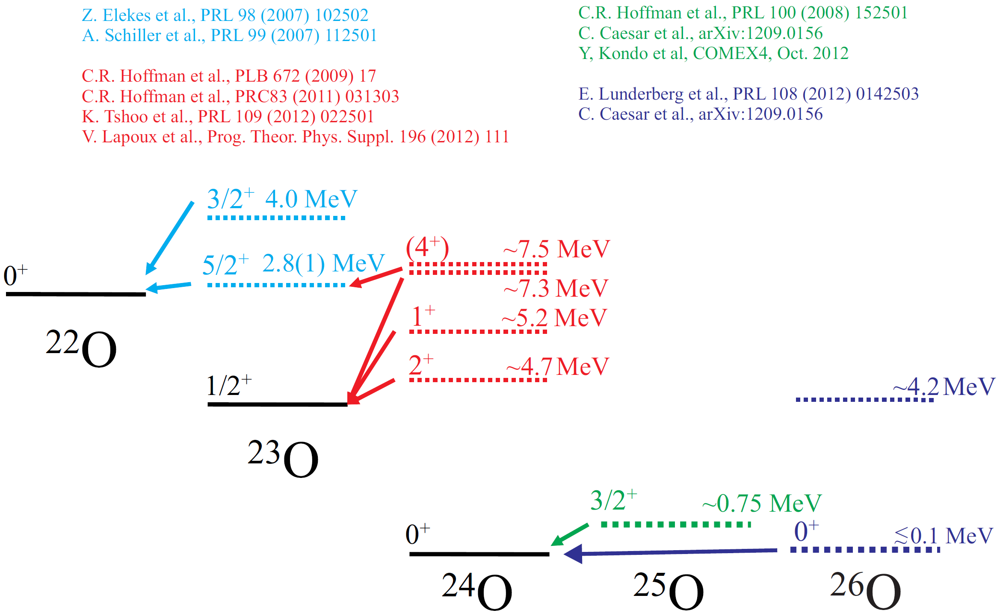 Z. Elekes et al., PRL 98 (2007) 102502
A. Schiller et al., PRL 99 (2007) 112501
C.R. Hoffman et al., PLB 672 (2009) 17
C.R. Hoffman et al., PRC83 (2011) 031303
K. Tshoo et al., PRL 109 (2012) 022501
V. Lapoux et al., Prog. Theor. Phys. Suppl. 196 (2012) 111
C.R. Hoffman et al., PRL 100 (2008) 152501
C. Caesar et al., arXiv:1209.0156
Y, Kondo et al, COMEX4, Oct. 2012
E. Lunderberg et al., PRL 108 (2012) 0142503
C. Caesar et al., arXiv:1209.0156
3/2⁺ 4.0 MeV
5/2⁺ 2.8(1) MeV
0⁺
²²O
(4⁺) ~7.5 MeV
~7.3 MeV
1⁺ ~5.2 MeV
2⁺ ~4.7 MeV
1/2⁺
²³O
~4.2 MeV
3/2⁺ ~0.75 MeV
0⁺
0⁺ ≲0.1 MeV
²⁴O
²⁵O
²⁶O